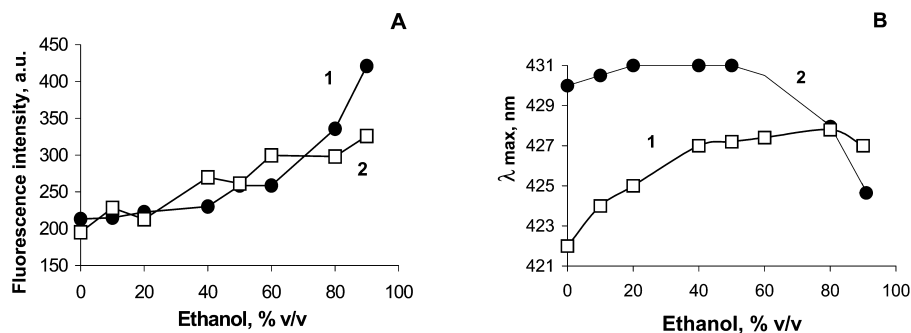 A
B
Fluorescence intensity, a.u.
450
400
350
300
250
200
150
1
2
0 20 40 60 80 100
Ethanol, % v/v
λ max, nm
431
429
427
425
423
421
2
1
0 20 40 60 80 100
Ethanol, % v/v